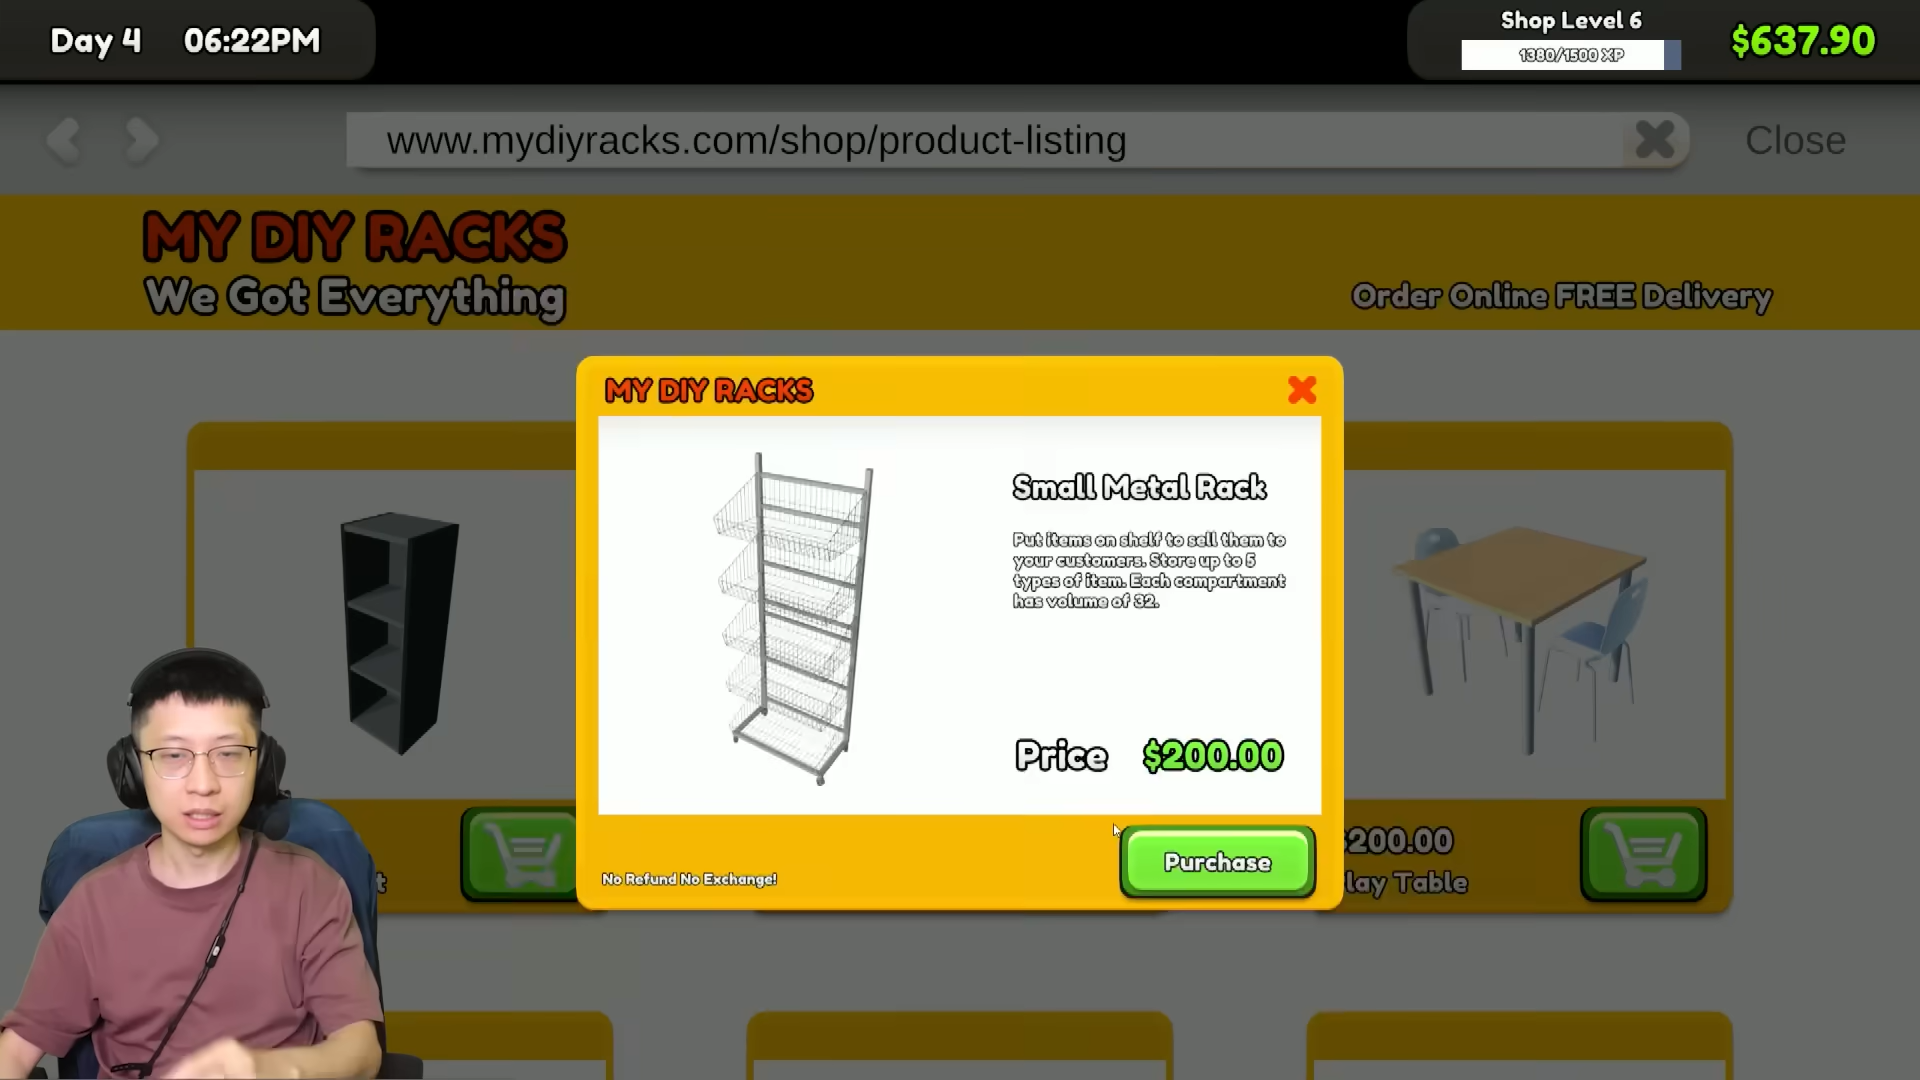 Day 4 06:22PM
Shop Level 6
1380/1500 XP
$637.90
www.mydiyracks.com/shop/product-listing
Close
MY DIY RACKS
We Got Everything
Order Online FREE Delivery
MY DIY RACKS
Small Metal Rack
Put items on shelf to sell them to
your customers. Store up to 5
types of item. Each compartment
has volume of 32.
Price $200.00
No Refund No Exchange!
Purchase
$200.00
lay Table